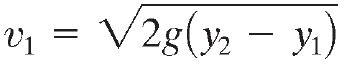 v₁ = √2g(y₂ − y₁)